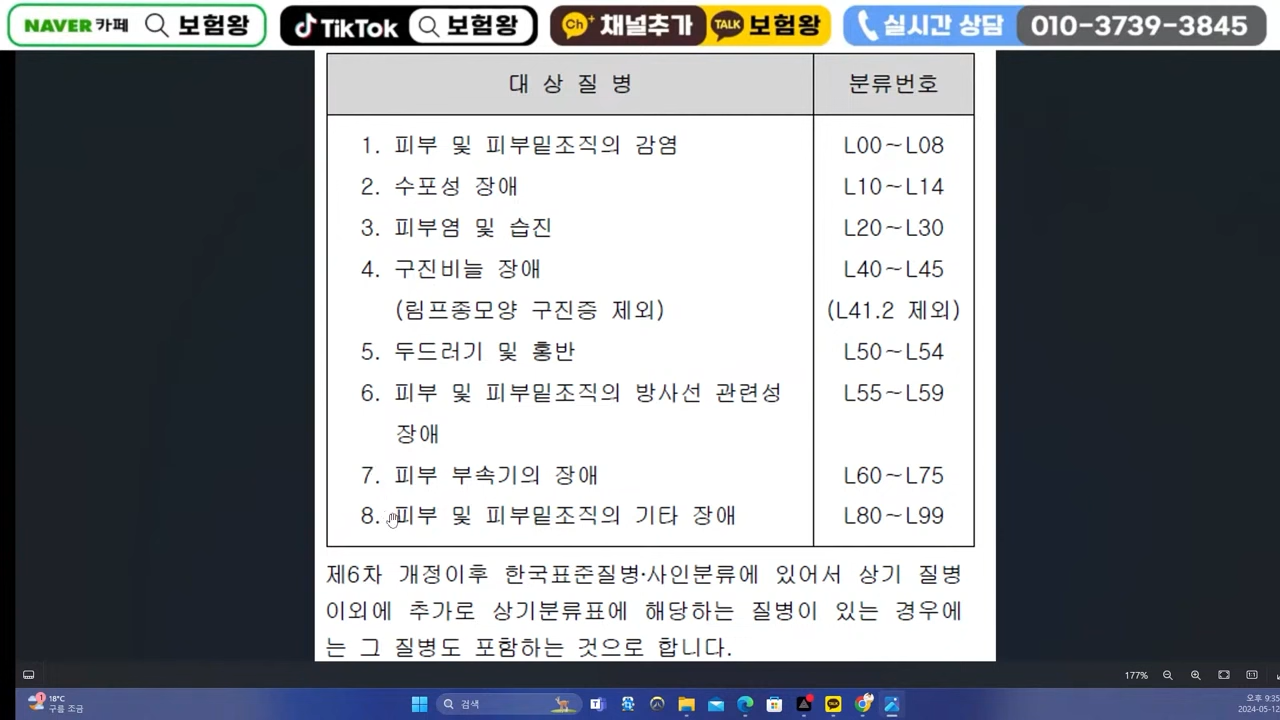 NAVER 카페 보험왕 TikTok 보험왕 Ch+ 채널추가 TALK 보험왕 실시간 상담 010-3739-3845
대 상 질 병 분류번호
1. 피부 및 피부밑조직의 감염 L00~L08
2. 수포성 장애 L10~L14
3. 피부염 및 습진 L20~L30
4. 구진비늘 장애 L40~L45
(림프종모양 구진증 제외) (L41.2 제외)
5. 두드러기 및 홍반 L50~L54
6. 피부 및 피부밑조직의 방사선 관련성 L55~L59
장애
7. 피부 부속기의 장애 L60~L75
8. 피부 및 피부밑조직의 기타 장애 L80~L99
제6차 개정이후 한국표준질병·사인분류에 있어서 상기 질병
이외에 추가로 상기분류표에 해당하는 질병이 있는 경우에
는 그 질병도 포함하는 것으로 합니다.
177%
18°C 검색 오후 9:35
구름 조금 2024-05-12